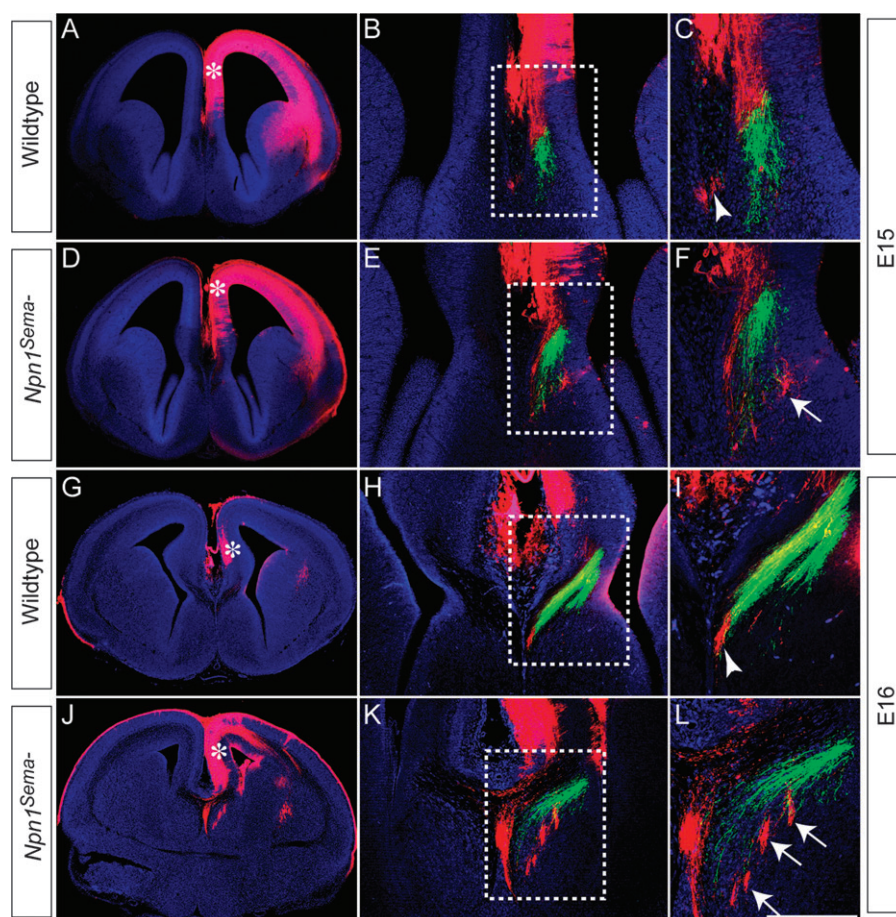 A
B
C
Wildtype
E15
D
E
F
Npn1Sema-
G
H
I
Wildtype
E16
J
K
L
Npn1Sema-